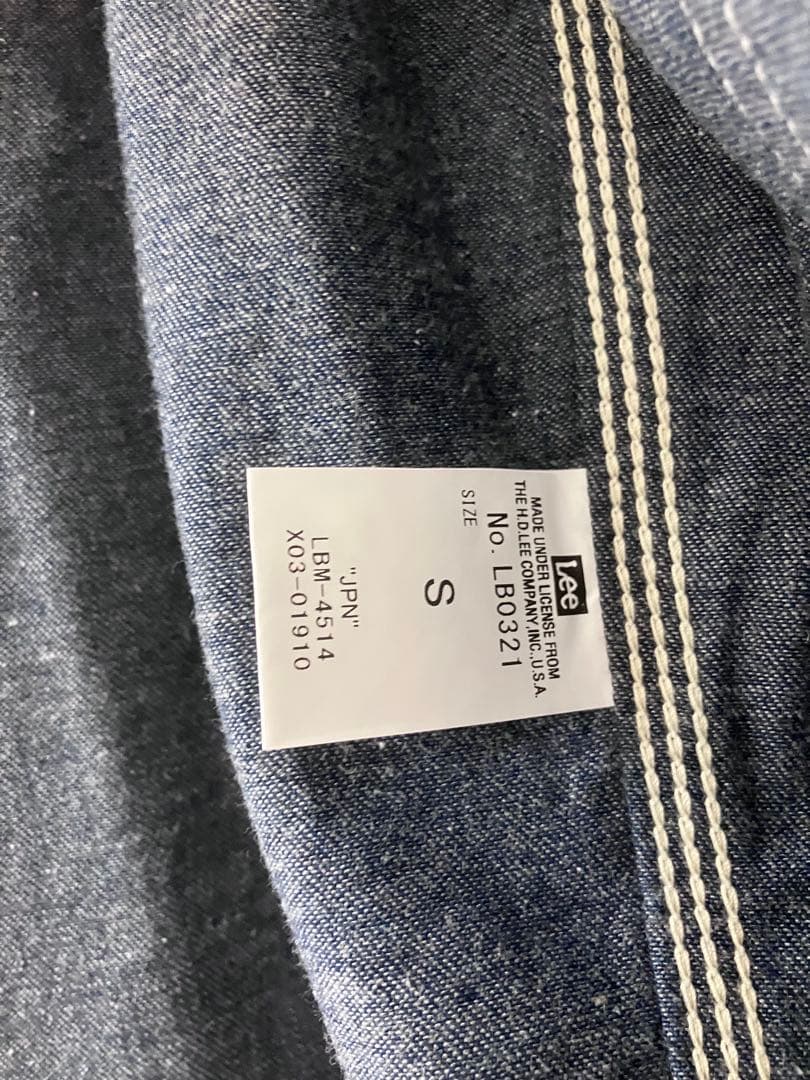 Lee
MADE UNDER LICENSE FROM
THE H.D.LEE COMPANY,INC.,U.S.A.
No. LB0321
SIZE
S
"JPN"
LBM-4514
X03-01910